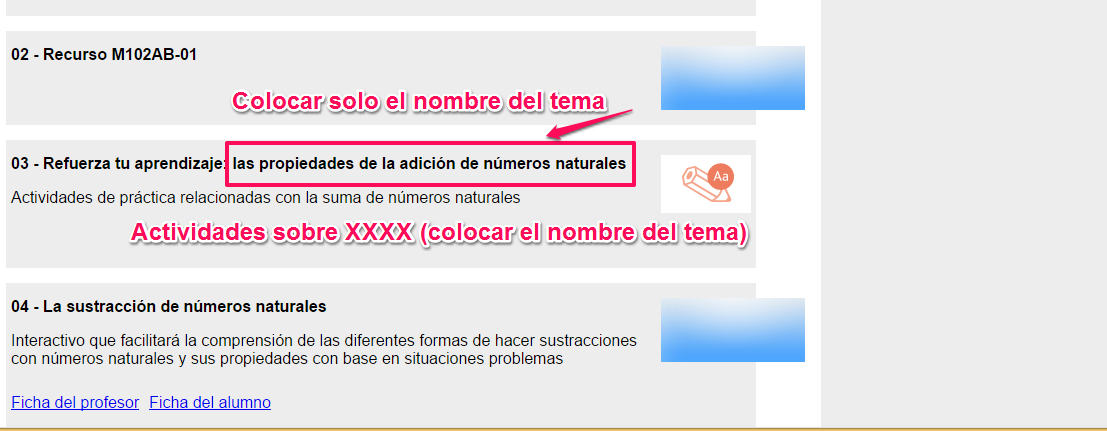 02 - Recurso M102AB-01
Colocar solo el nombre del tema
03 - Refuerza tu aprendizaje: las propiedades de la adición de números naturales
Aa
Actividades de práctica relacionadas con la suma de números naturales
Actividades sobre XXXX (colocar el nombre del tema)
04 - La sustracción de números naturales
Interactivo que facilitará la comprensión de las diferentes formas de hacer sustracciones
con números naturales y sus propiedades con base en situaciones problemas
Ficha del profesor Ficha del alumno